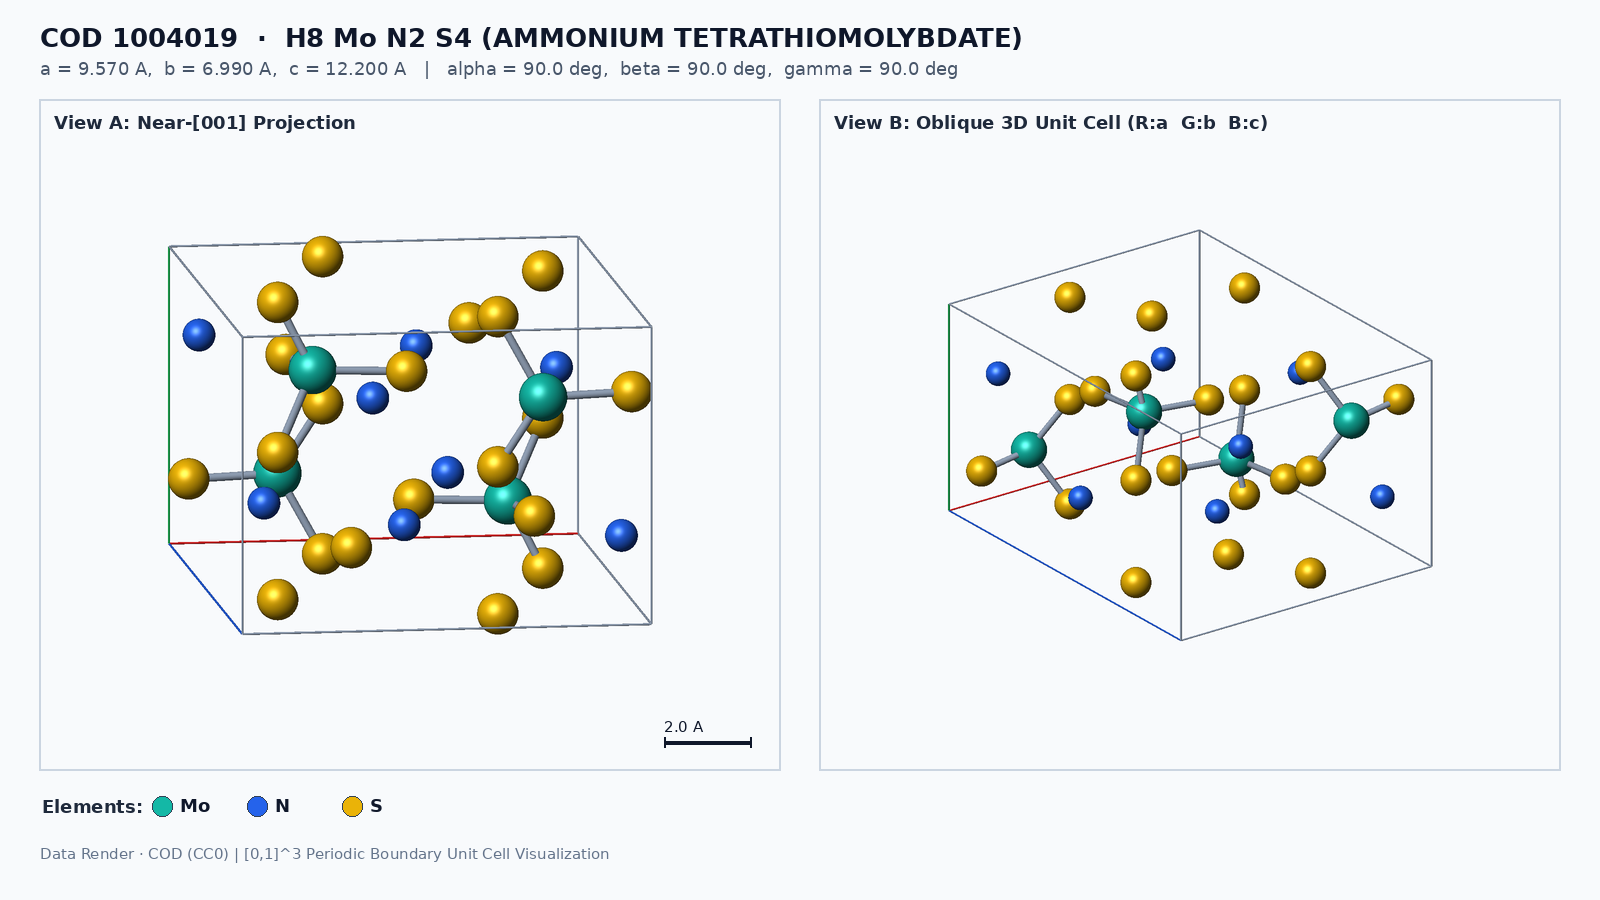 COD 1004019 · H8 Mo N2 S4 (AMMONIUM TETRATHIOMOLYBDATE)
a = 9.570 A, b = 6.990 A, c = 12.200 A | alpha = 90.0 deg, beta = 90.0 deg, gamma = 90.0 deg
View A: Near-[001] Projection
View B: Oblique 3D Unit Cell (R:a G:b B:c)
2.0 A
Elements: Mo N S
Data Render · COD (CC0) | [0,1]^3 Periodic Boundary Unit Cell Visualization